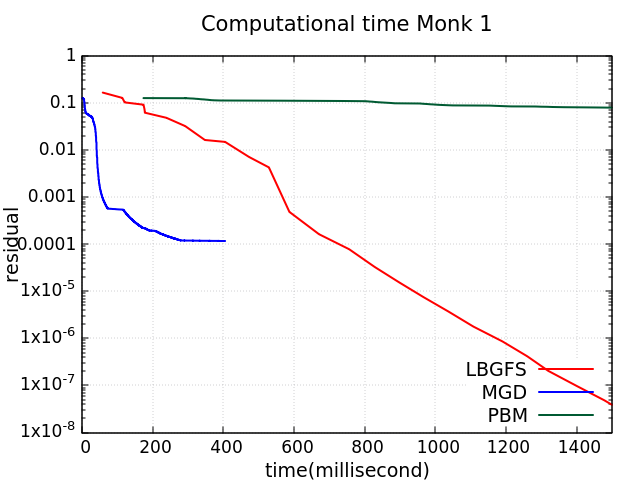 Computational time Monk 1
1
0.1
0.01
0.001
0.0001
1x10-5
1x10-6
1x10-7
1x10-8
residual
LBGFS
MGD
PBM
0 200 400 600 800 1000 1200 1400
time(millisecond)